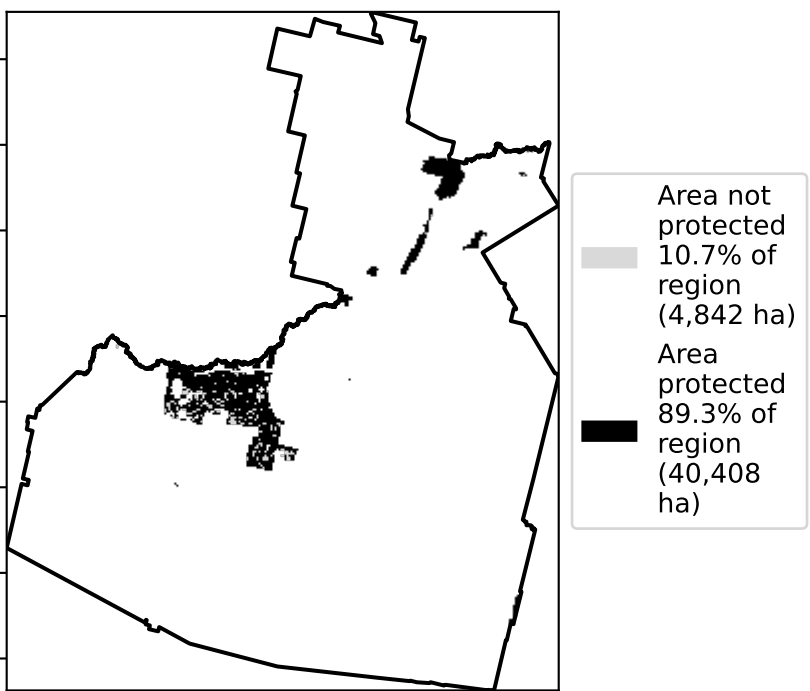 Area not
protected
10.7% of
region
(4,842 ha)
Area
protected
89.3% of
region
(40,408
ha)